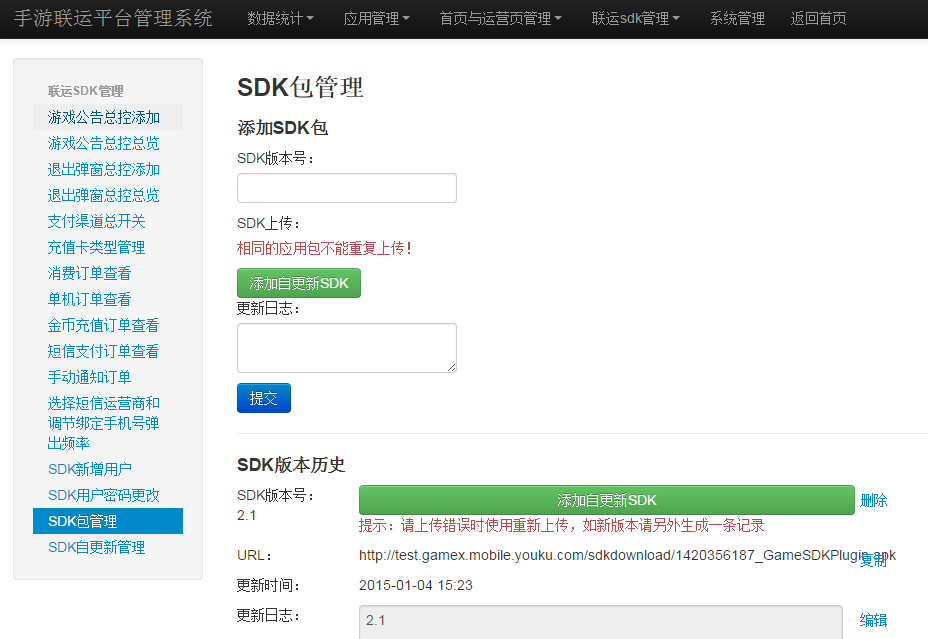 手游联运平台管理系统 数据统计 应用管理 首页与运营页管理 联运sdk管理 系统管理 返回首页
联运SDK管理
游戏公告总控添加
游戏公告总控总览
退出弹窗总控添加
退出弹窗总控总览
支付渠道总开关
充值卡类型管理
消费订单查看
单机订单查看
金币充值订单查看
短信支付订单查看
手动通知订单
选择短信运营商和
调节绑定手机号弹
出频率
SDK新增用户
SDK用户密码更改
SDK包管理
SDK自更新管理
SDK包管理
添加SDK包
SDK版本号：
SDK上传：
相同的应用包不能重复上传！
添加自更新SDK
更新日志：
提交
SDK版本历史
SDK版本号：
2.1
添加自更新SDK 删除
提示：请上传错误时使用重新上传，如新版本请另外生成一条记录
URL： http://test.gamex.mobile.youku.com/sdkdownload/1420356187_GameSDKPlugin.apk
复制
更新时间： 2015-01-04 15:23
更新日志： 2.1 编辑